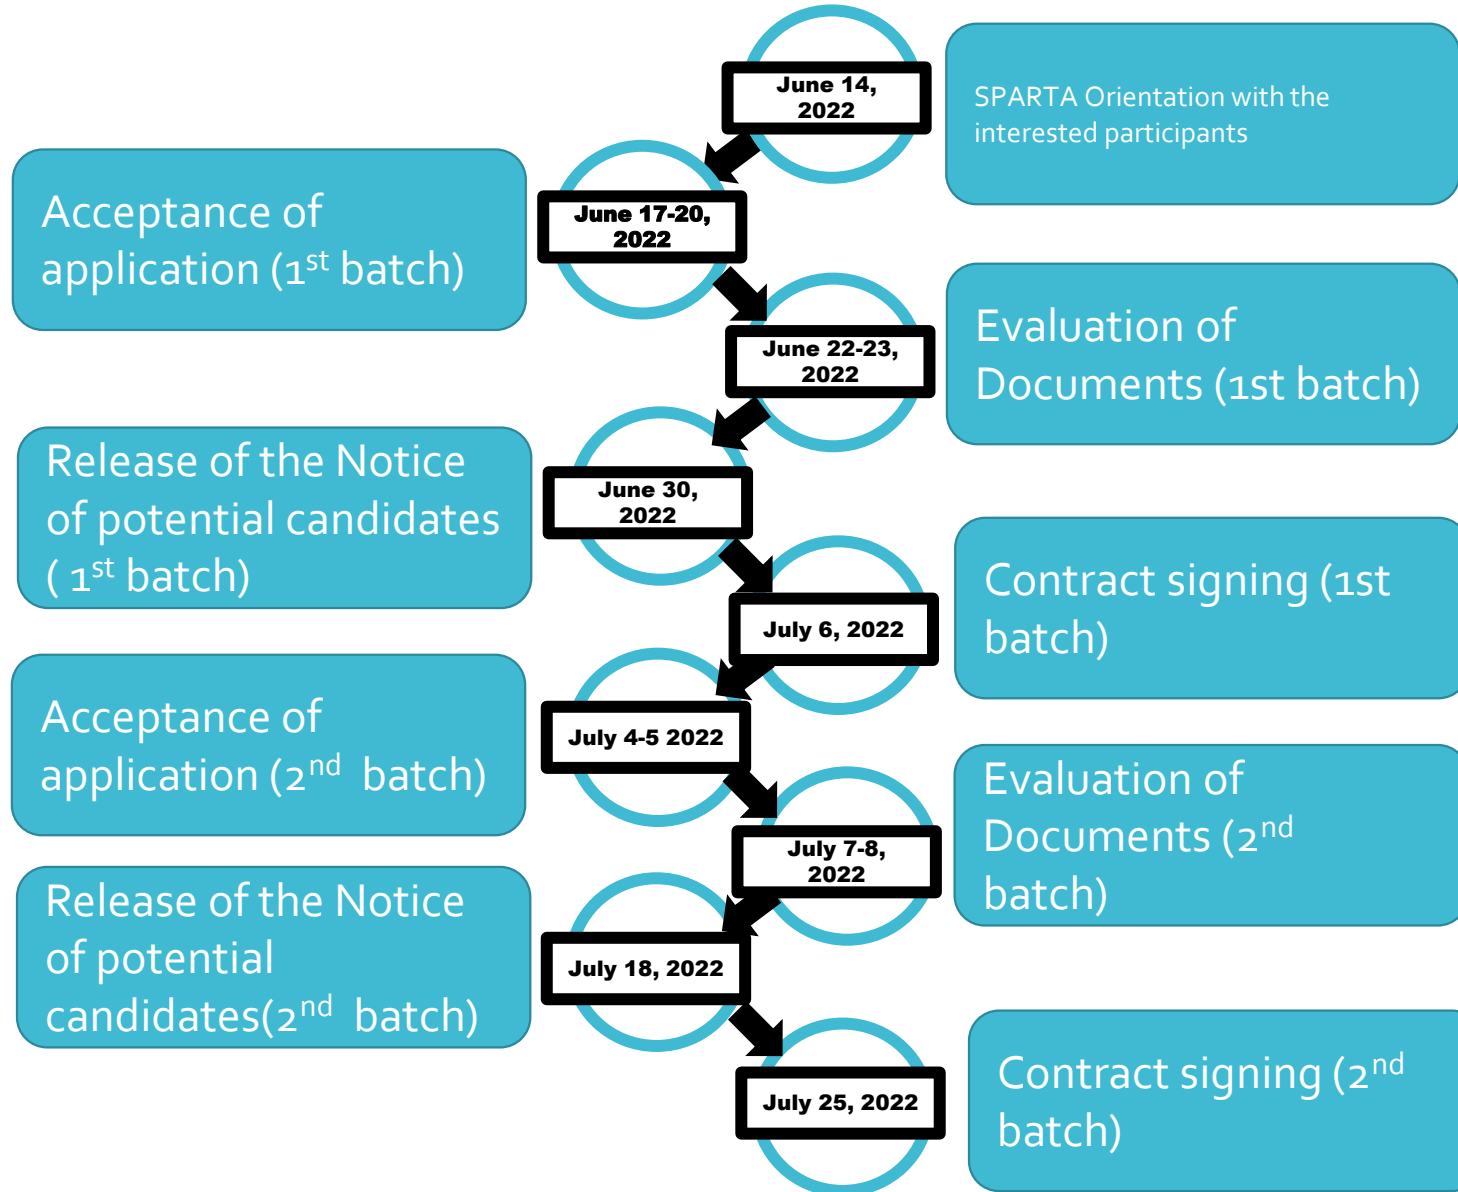 June 14,
2022
SPARTA Orientation with the
interested participants
Acceptance of
application (1st batch)
June 17-20,
2022
June 22-23,
2022
Evaluation of
Documents (1st batch)
Release of the Notice
of potential candidates
( 1st batch)
June 30,
2022
July 6, 2022
Contract signing (1st
batch)
Acceptance of
application (2nd  batch)
July 4-5 2022
July 7-8,
2022
Evaluation of
Documents (2nd
batch)
Release of the Notice
of potential
candidates(2nd  batch)
July 18, 2022
July 25, 2022
Contract signing (2nd
batch)